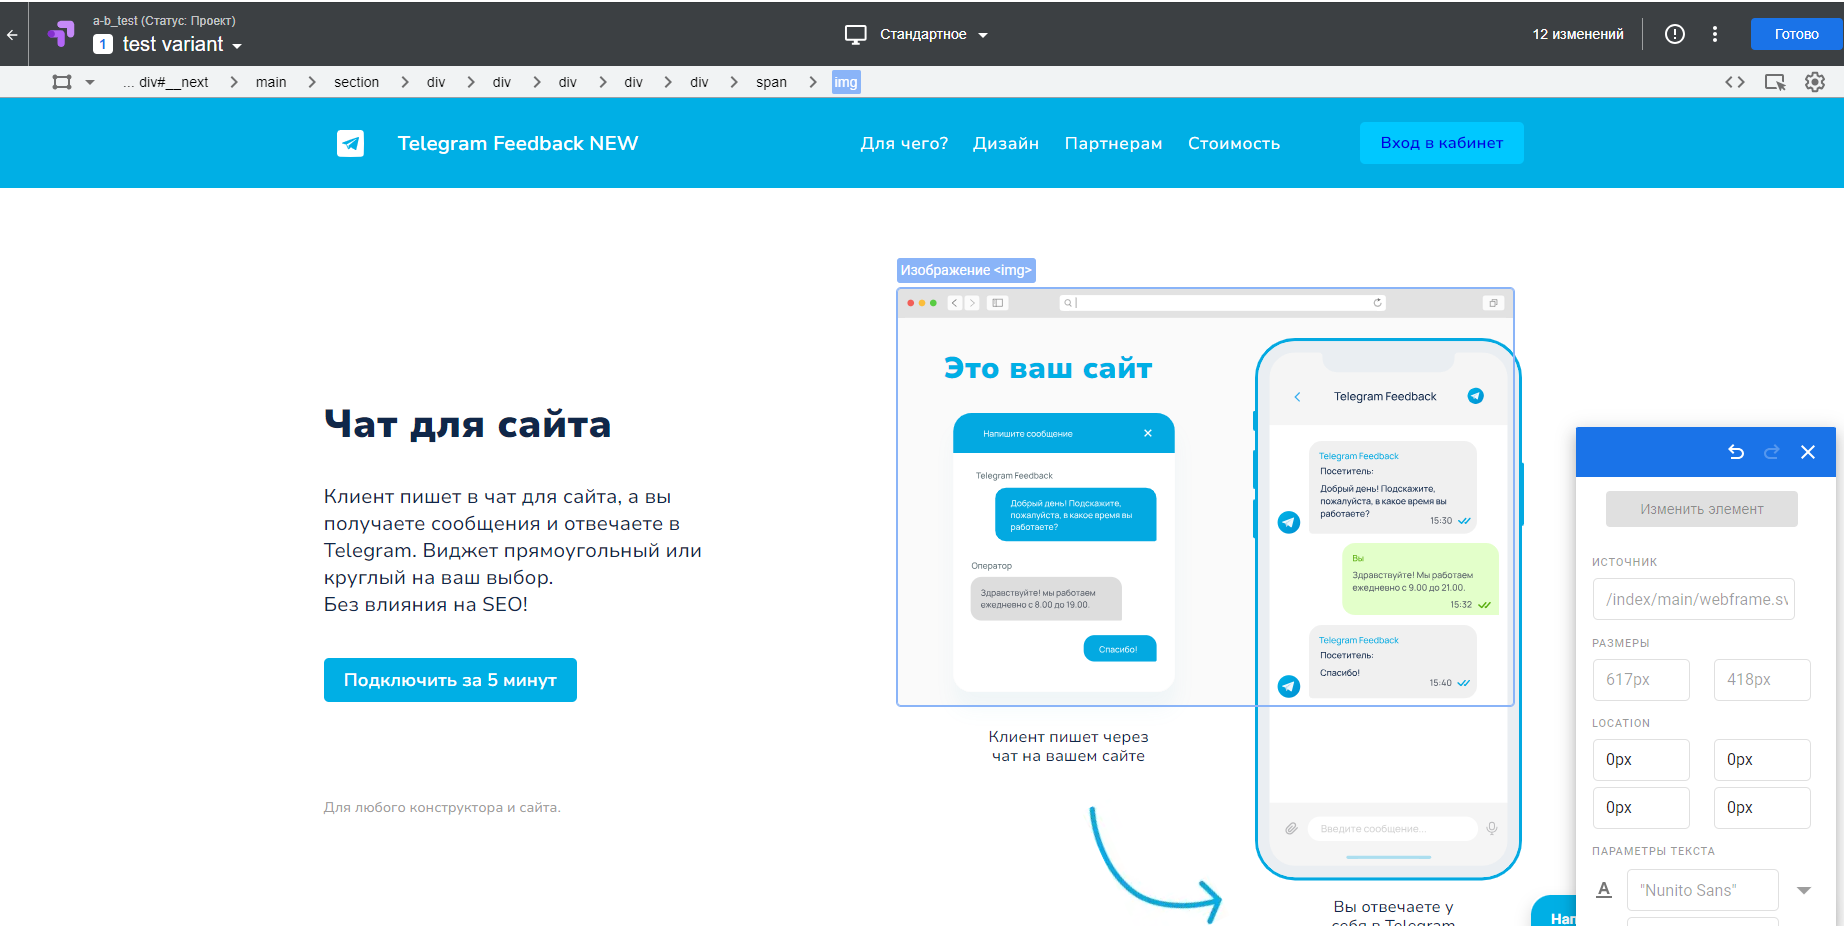 a-b_test (Статус: Проект)
1 test variant
Стандартное
12 изменений
Готово
... div#__next
main
section
div
div
div
div
div
span
img
Telegram Feedback NEW
Для чего?
Дизайн
Партнерам
Стоимость
Вход в кабинет
Изображение <img>
Это ваш сайт
Напишите сообщение
Telegram Feedback
Добрый день! Подскажите,
пожалуйста, в какое время вы
работаете?
Оператор
Здравствуйте! мы работаем
ежедневно с 8.00 до 19.00.
Спасибо!
Клиент пишет через
чат на вашем сайте
Telegram Feedback
Telegram Feedback
Посетитель:
Добрый день! Подскажите,
пожалуйста, в какое время вы
работаете?
15:30
Вы
Здравствуйте! Мы работаем
ежедневно с 9.00 до 21.00.
15:32
Telegram Feedback
Посетитель:
Спасибо!
15:40
Введите сообщение...
Вы отвечаете у
себя в Telegram
Чат для сайта
Клиент пишет в чат для сайта, а вы
получаете сообщения и отвечаете в
Telegram. Виджет прямоугольный или
круглый на ваш выбор.
Без влияния на SEO!
Подключить за 5 минут
Для любого конструктора и сайта.
Изменить элемент
ИСТОЧНИК
/index/main/webframe.sv
РАЗМЕРЫ
617px
418px
LOCATION
0px
0px
0px
0px
ПАРАМЕТРЫ ТЕКСТА
A
"Nunito Sans"
Нап